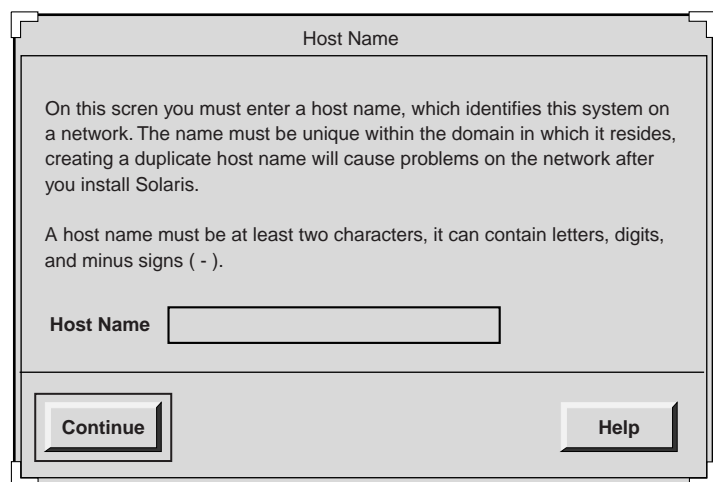 Host Name
On this scren you must enter a host name, which identifies this system on
a network. The name must be unique within the domain in which it resides,
creating a duplicate host name will cause problems on the network after
you install Solaris.
A host name must be at least two characters, it can contain letters, digits,
and minus signs ( - ).
Host Name
Continue
Help